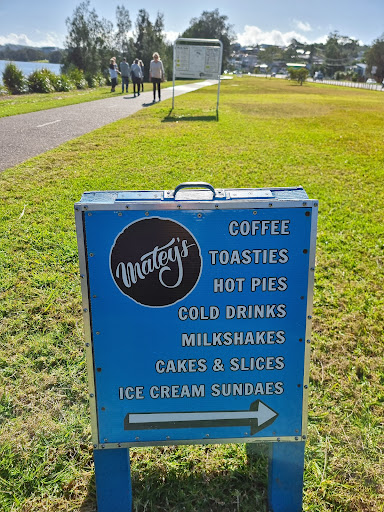 Matey's
COFFEE
TOASTIES
HOT PIES
COLD DRINKS
MILKSHAKES
CAKES & SLICES
ICE CREAM SUNDAES